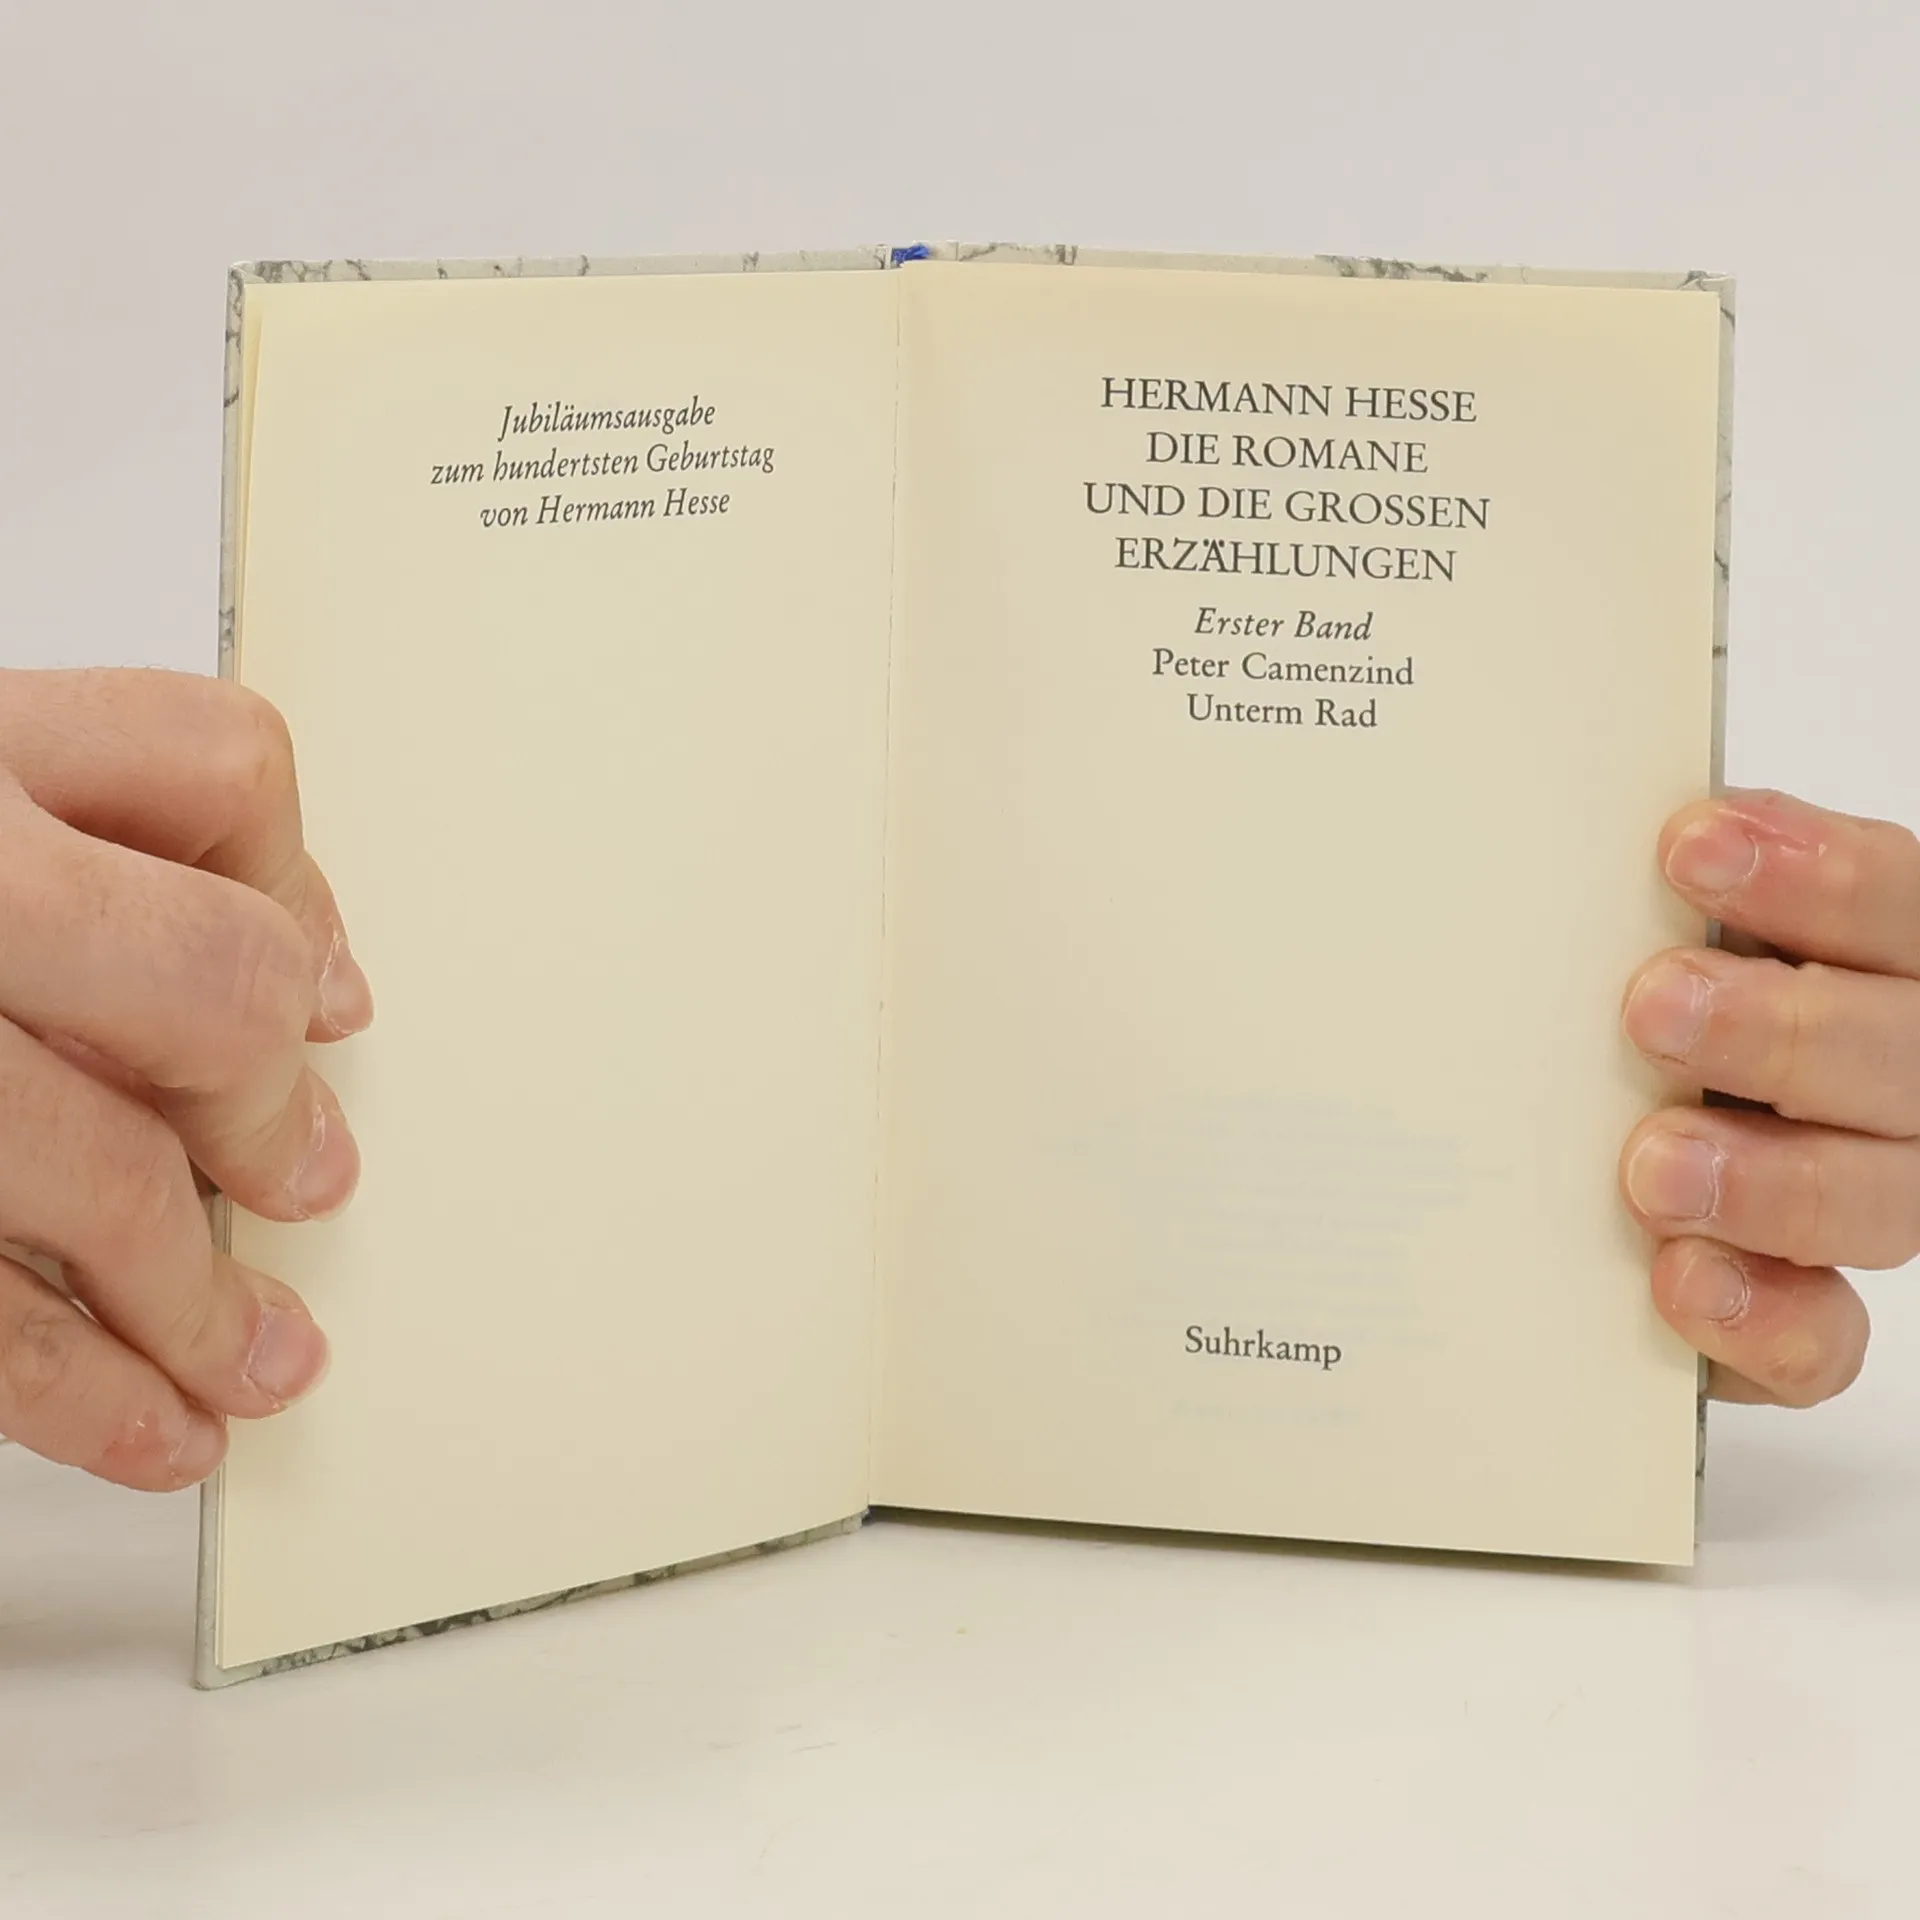 Jubiläumsausgabe
zum hundertsten Geburtstag
von Hermann Hesse
HERMANN HESSE
DIE ROMANE
UND DIE GROSSEN
ERZÄHLUNGEN
Erster Band
Peter Camenzind
Unterm Rad
Suhrkamp